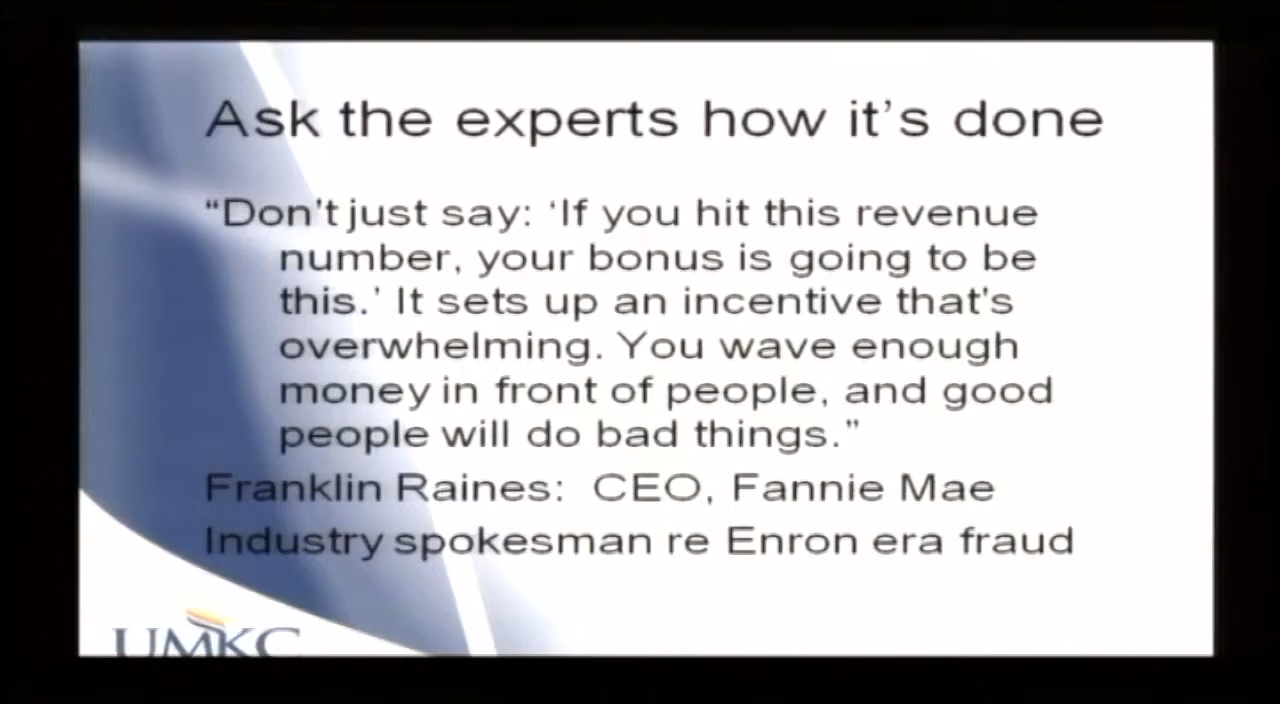 Ask the experts how it's done
“Don't just say: ‘If you hit this revenue
number, your bonus is going to be
this.’ It sets up an incentive that's
overwhelming. You wave enough
money in front of people, and good
people will do bad things.”
Franklin Raines:  CEO, Fannie Mae
Industry spokesman re Enron era fraud
UMKC